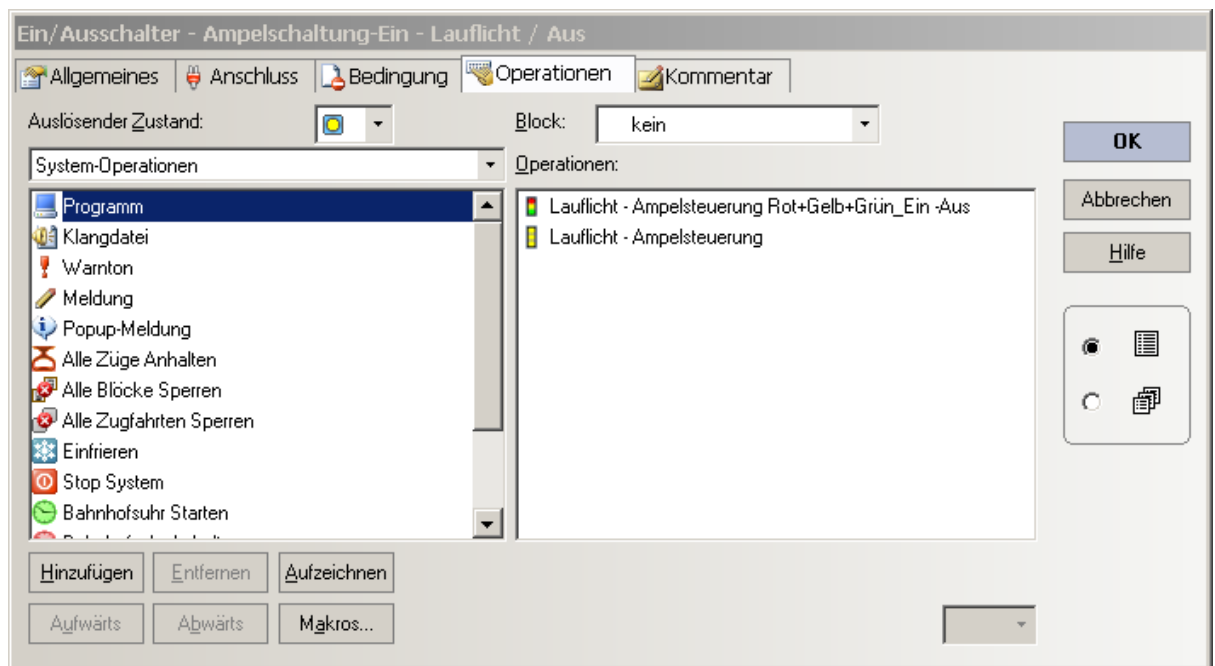 Ein/Ausschalter - Ampelschaltung-Ein - Lauflicht / Aus
Allgemeines
Anschluss
Bedingung
Operationen
Kommentar
Auslösender Zustand:
Block:
kein
System-Operationen
Operationen:
Programm
Klangdatei
Warnton
Meldung
Popup-Meldung
Alle Züge Anhalten
Alle Blöcke Sperren
Alle Zugfahrten Sperren
Einfrieren
Stop System
Bahnhofsuhr Starten
Lauflicht - Ampelsteuerung Rot+Gelb+Grün_Ein -Aus
Lauflicht - Ampelsteuerung
OK
Abbrechen
Hilfe
Hinzufügen
Entfernen
Aufzeichnen
Aufwärts
Abwärts
Makros...